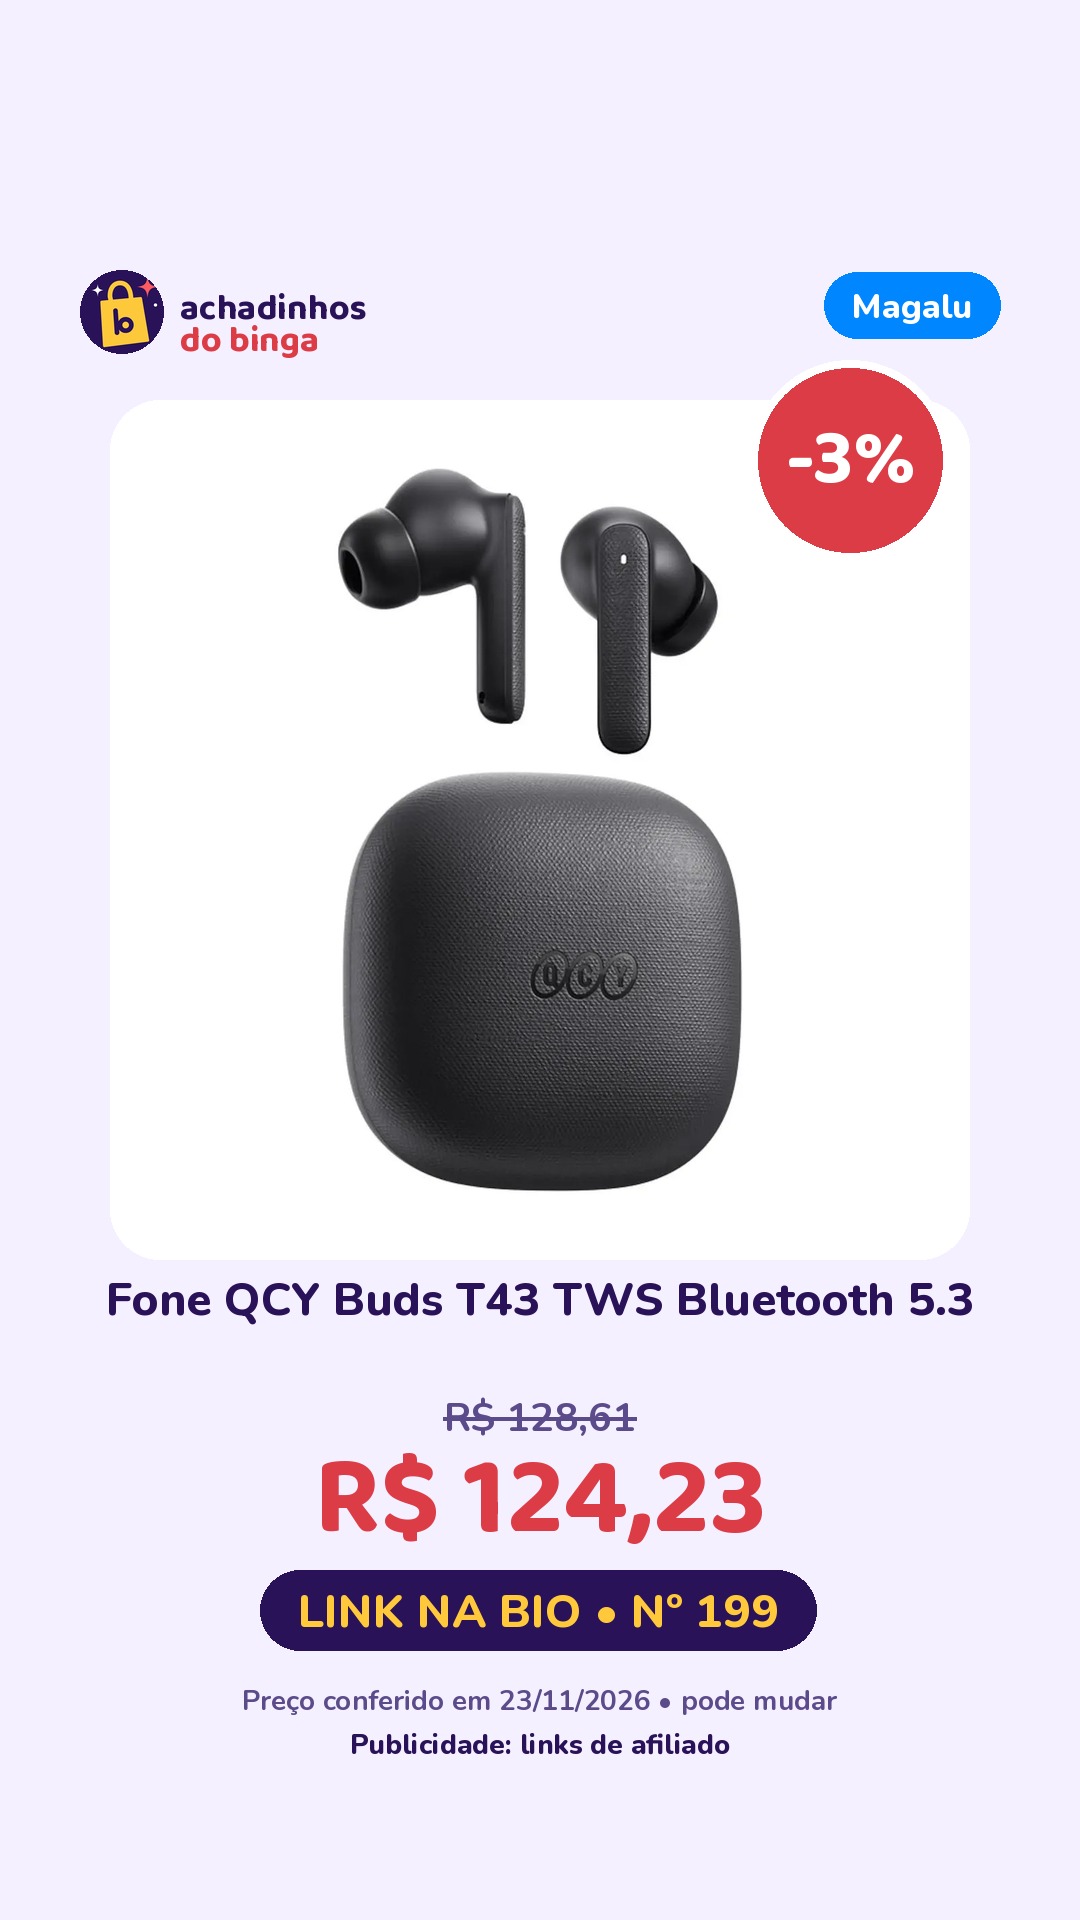 b
achadinhos
do binga
Magalu
-3%
QCY
Fone QCY Buds T43 TWS Bluetooth 5.3
R$ 128,61
R$ 124,23
LINK NA BIO • Nº 199
Preço conferido em 23/11/2026 • pode mudar
Publicidade: links de afiliado